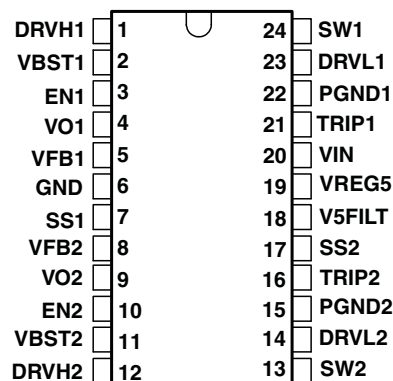 DRVH1 1 24 SW1
VBST1 2 23 DRVL1
EN1 3 22 PGND1
VO1 4 21 TRIP1
VFB1 5 20 VIN
GND 6 19 VREG5
SS1 7 18 V5FILT
VFB2 8 17 SS2
VO2 9 16 TRIP2
EN2 10 15 PGND2
VBST2 11 14 DRVL2
DRVH2 12 13 SW2